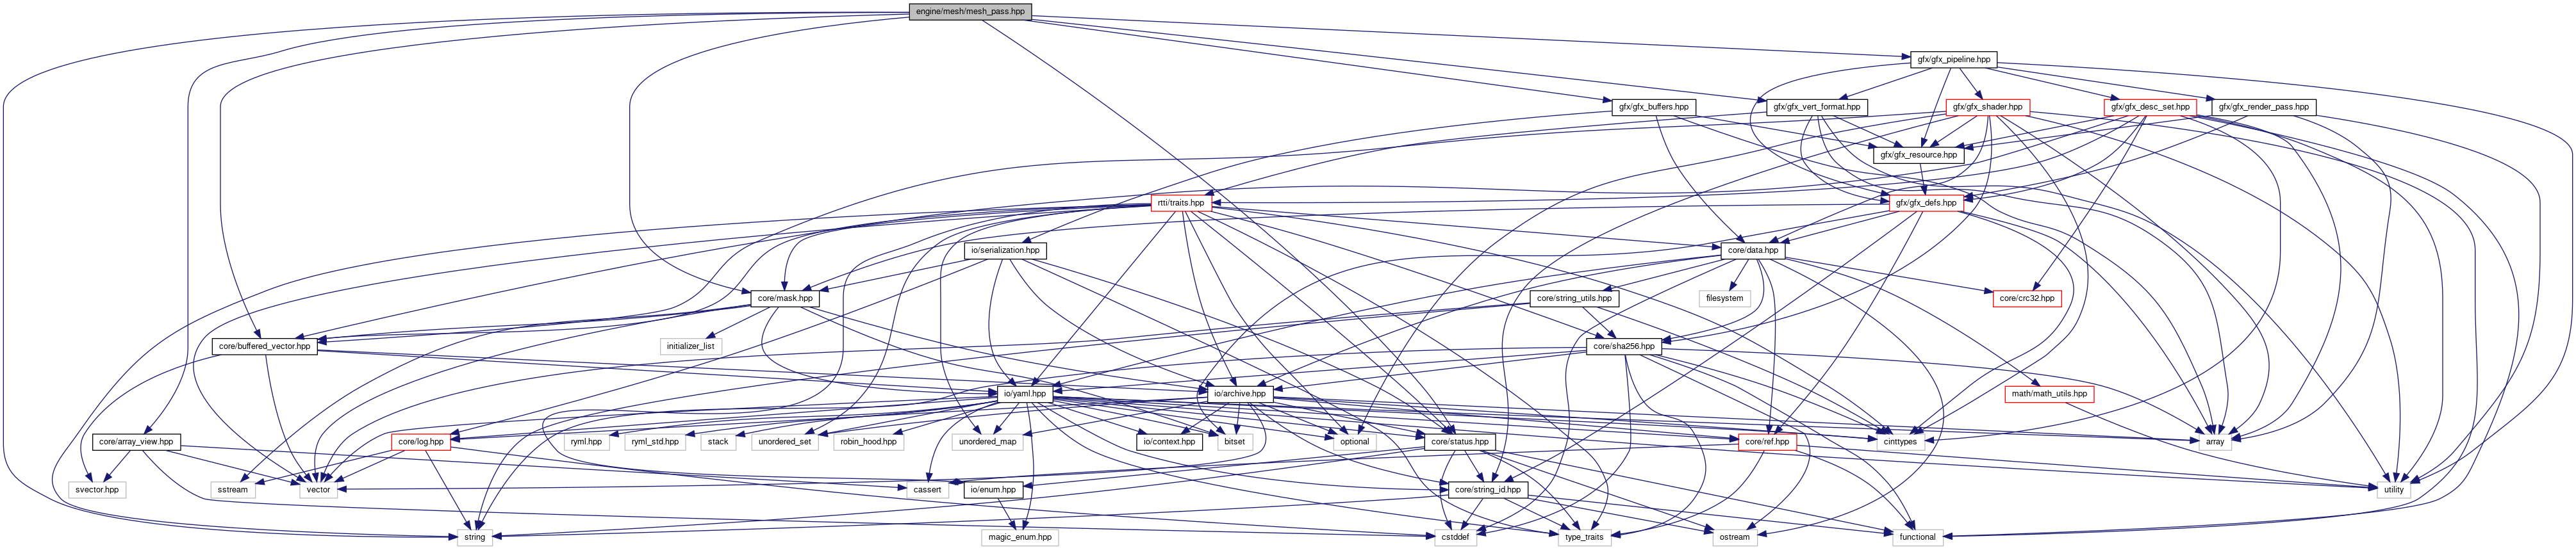 engine/mesh/mesh_pass.hpp
gfx/gfx_pipeline.hpp
gfx/gfx_buffers.hpp
gfx/gfx_vert_format.hpp
gfx/gfx_shader.hpp
gfx/gfx_desc_set.hpp
gfx/gfx_render_pass.hpp
gfx/gfx_resource.hpp
rtti/traits.hpp
gfx/gfx_defs.hpp
io/serialization.hpp
core/data.hpp
core/mask.hpp
core/string_utils.hpp
filesystem
core/crc32.hpp
core/buffered_vector.hpp
initializer_list
core/sha256.hpp
io/yaml.hpp
io/archive.hpp
math/math_utils.hpp
core/array_view.hpp
core/log.hpp
ryml.hpp
ryml_std.hpp
stack
unordered_set
robin_hood.hpp
unordered_map
io/context.hpp
bitset
optional
core/status.hpp
core/ref.hpp
cinttypes
array
svector.hpp
sstream
vector
cassert
io/enum.hpp
core/string_id.hpp
utility
string
magic_enum.hpp
cstddef
type_traits
ostream
functional